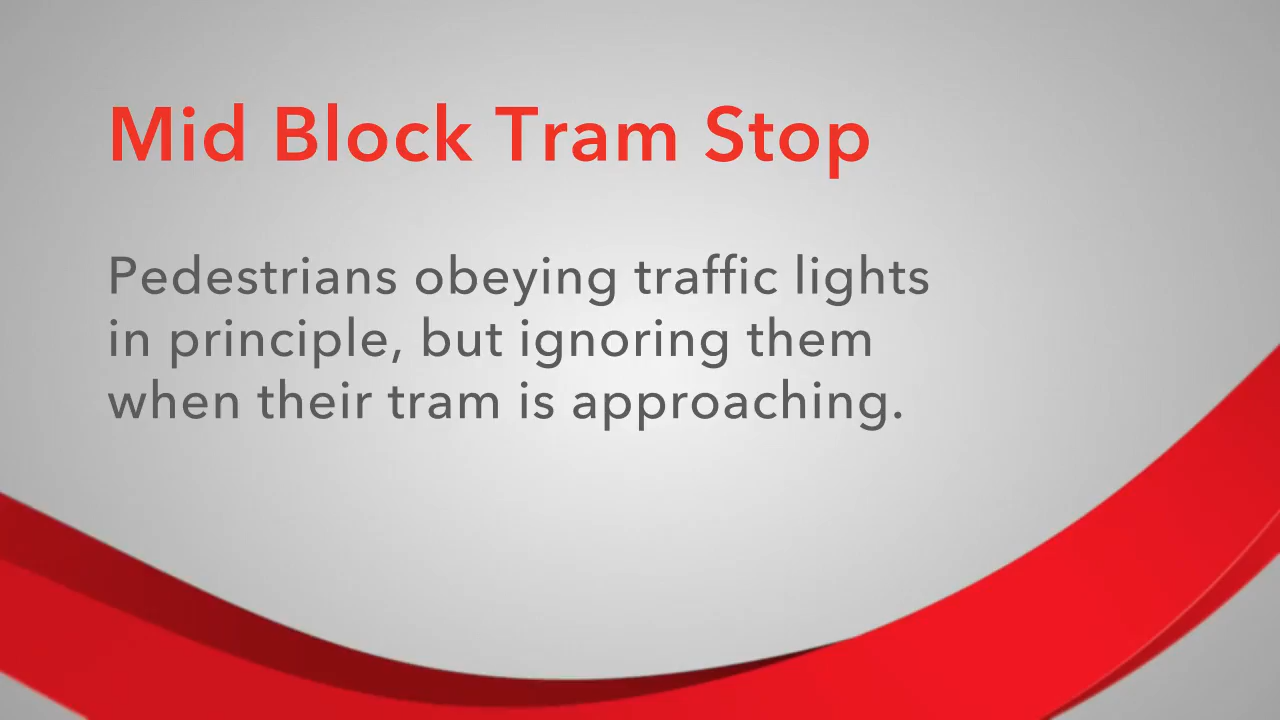 Mid Block Tram Stop
Pedestrians obeying traffic lights
in principle, but ignoring them
when their tram is approaching.